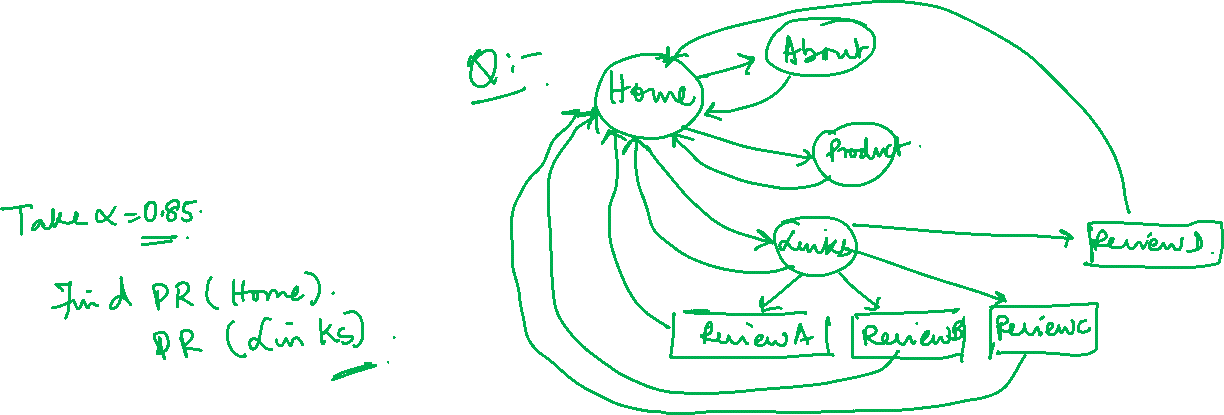 Q:-
Home
About
Product
Links
Review D.
Review A
Review B
Review C
Take α = 0.85.
Find PR (Home).
PR (Links).